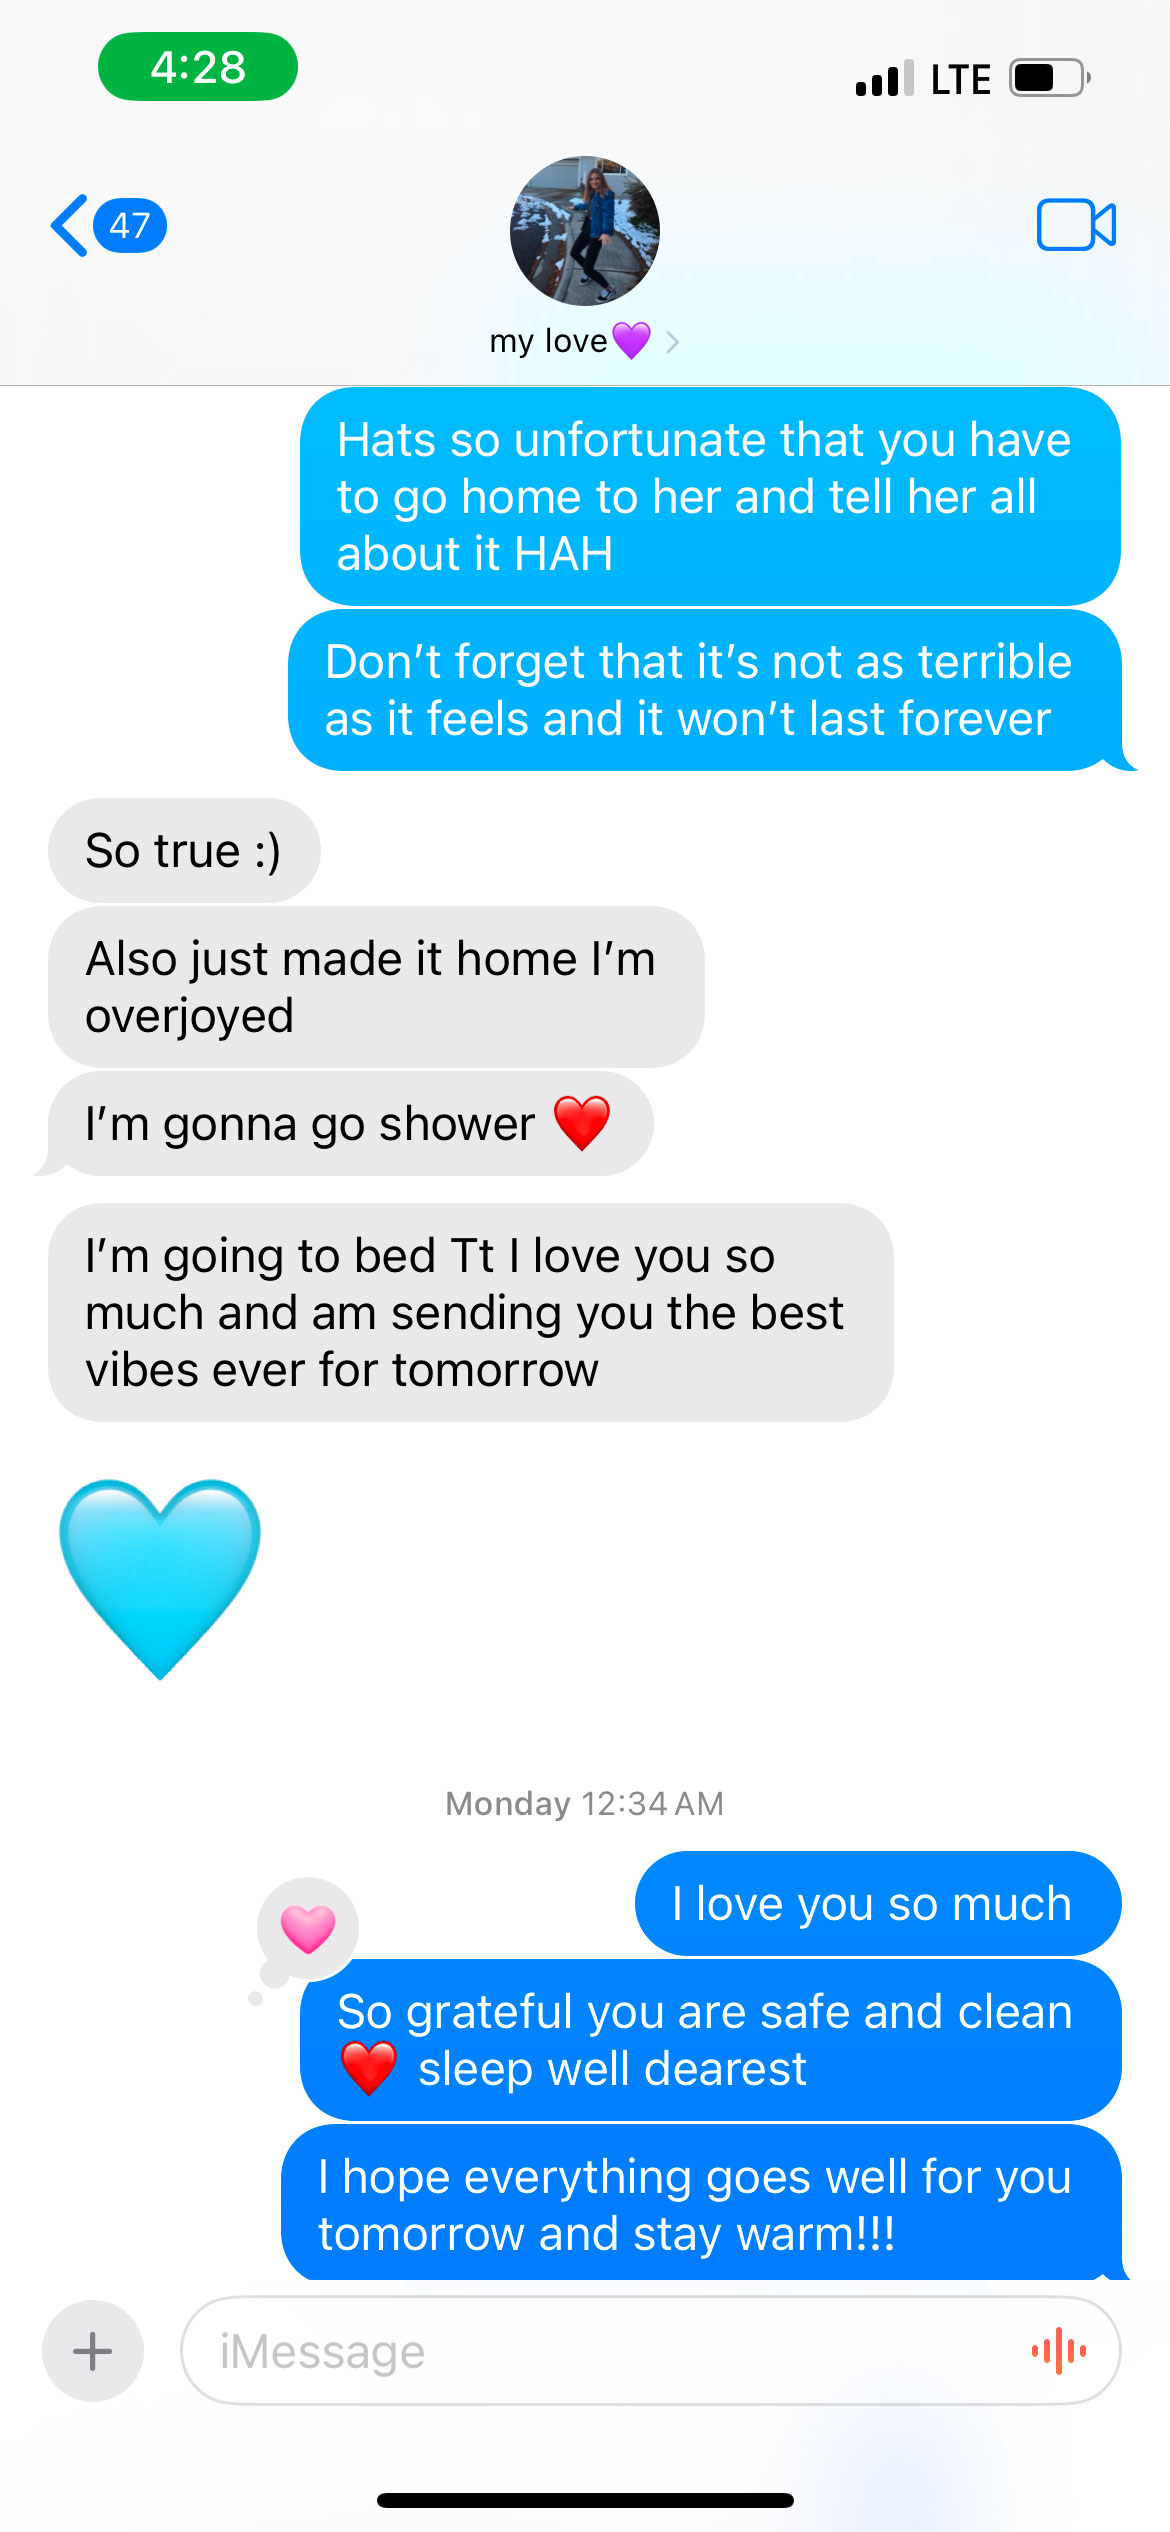 4:28
LTE
47
my love💜
Hats so unfortunate that you have
to go home to her and tell her all
about it HAH
Don’t forget that it’s not as terrible
as it feels and it won’t last forever
So true :)
Also just made it home I’m
overjoyed
I’m gonna go shower ❤️
I’m going to bed Tt I love you so
much and am sending you the best
vibes ever for tomorrow
Monday 12:34 AM
I love you so much
So grateful you are safe and clean
❤️ sleep well dearest
I hope everything goes well for you
tomorrow and stay warm!!!
iMessage